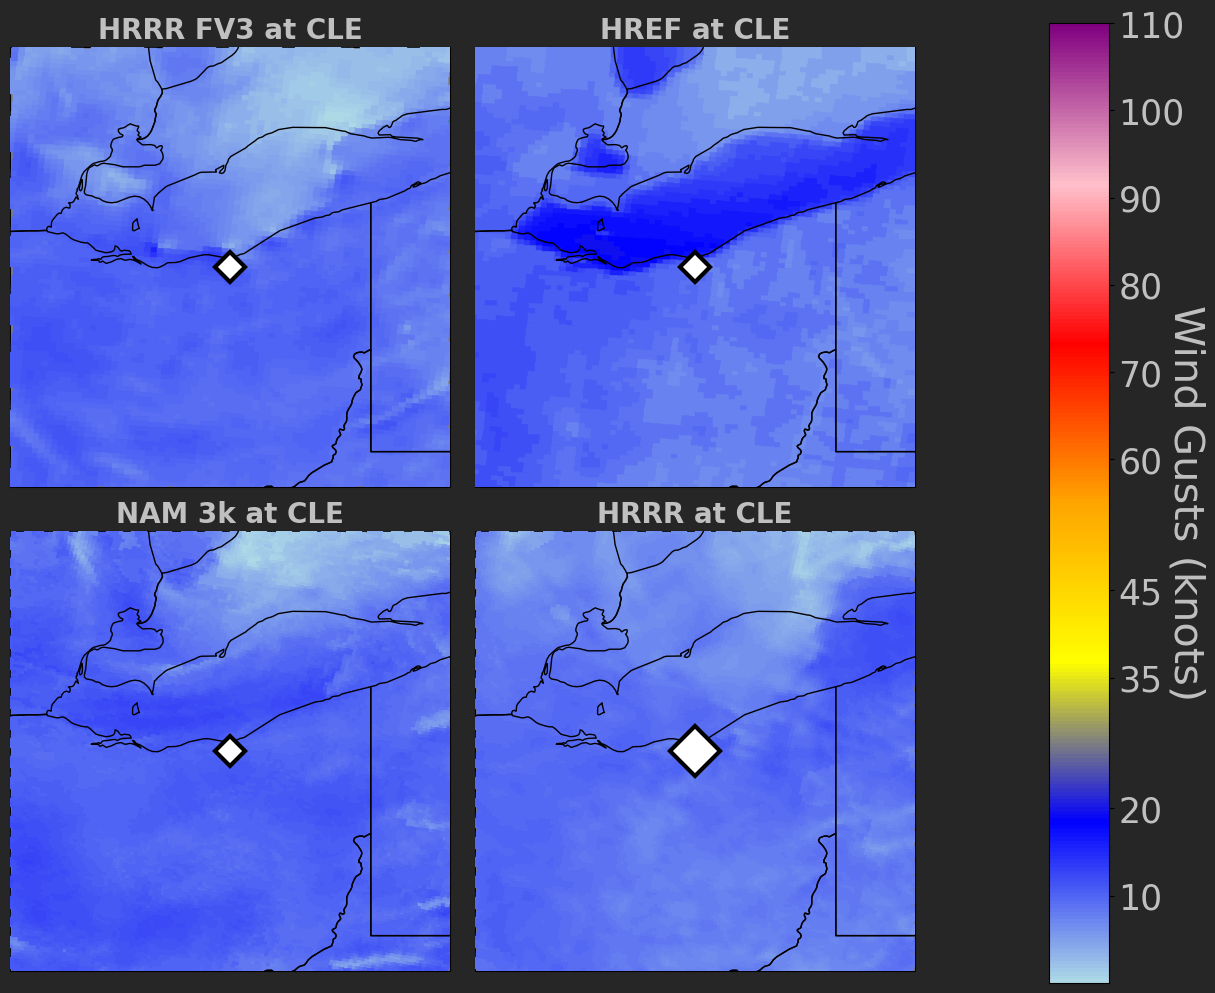 HRRR FV3 at CLE
HREF at CLE
NAM 3k at CLE
HRRR at CLE
110
100
90
80
70
60
45
35
20
10
Wind Gusts (knots)